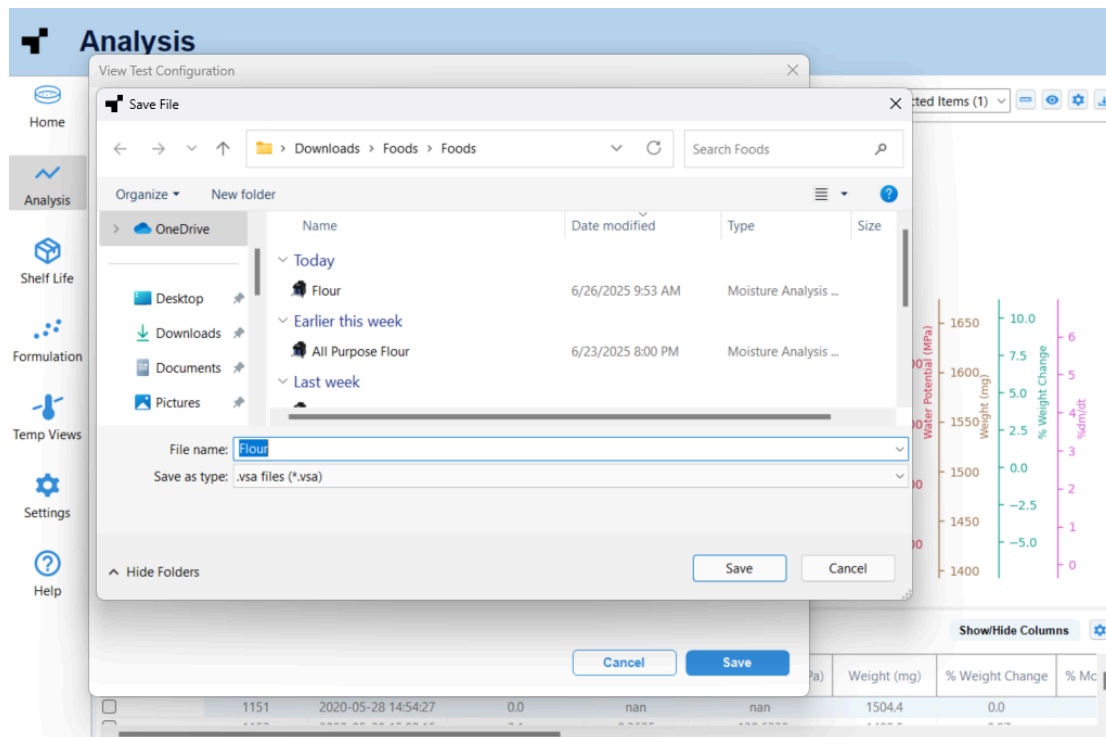 Analysis
View Test Configuration
Save File
Home
Analysis
Shelf Life
Formulation
Temp Views
Settings
Help
Items (1)
Downloads > Foods > Foods
Search Foods
Organize
New folder
OneDrive
Desktop
Downloads
Documents
Pictures
Name Date modified Type Size
Today
Flour 6/26/2025 9:53 AM Moisture Analysis ...
Earlier this week
All Purpose Flour 6/23/2025 8:00 PM Moisture Analysis ...
Last week
File name: Flour
Save as type: .vsa files (*.vsa)
Hide Folders
Save
Cancel
Water Potential (MPa)
1650
1600
1550
1500
1450
1400
Weight (mg)
10.0
7.5
5.0
2.5
0.0
−2.5
−5.0
% Weight Change
6
5
4
3
2
1
0
%dm/dt
Show/Hide Columns
Cancel
Save
Weight (mg) % Weight Change
1151 2020-05-28 14:54:27 0.0 nan nan 1504.4 0.0